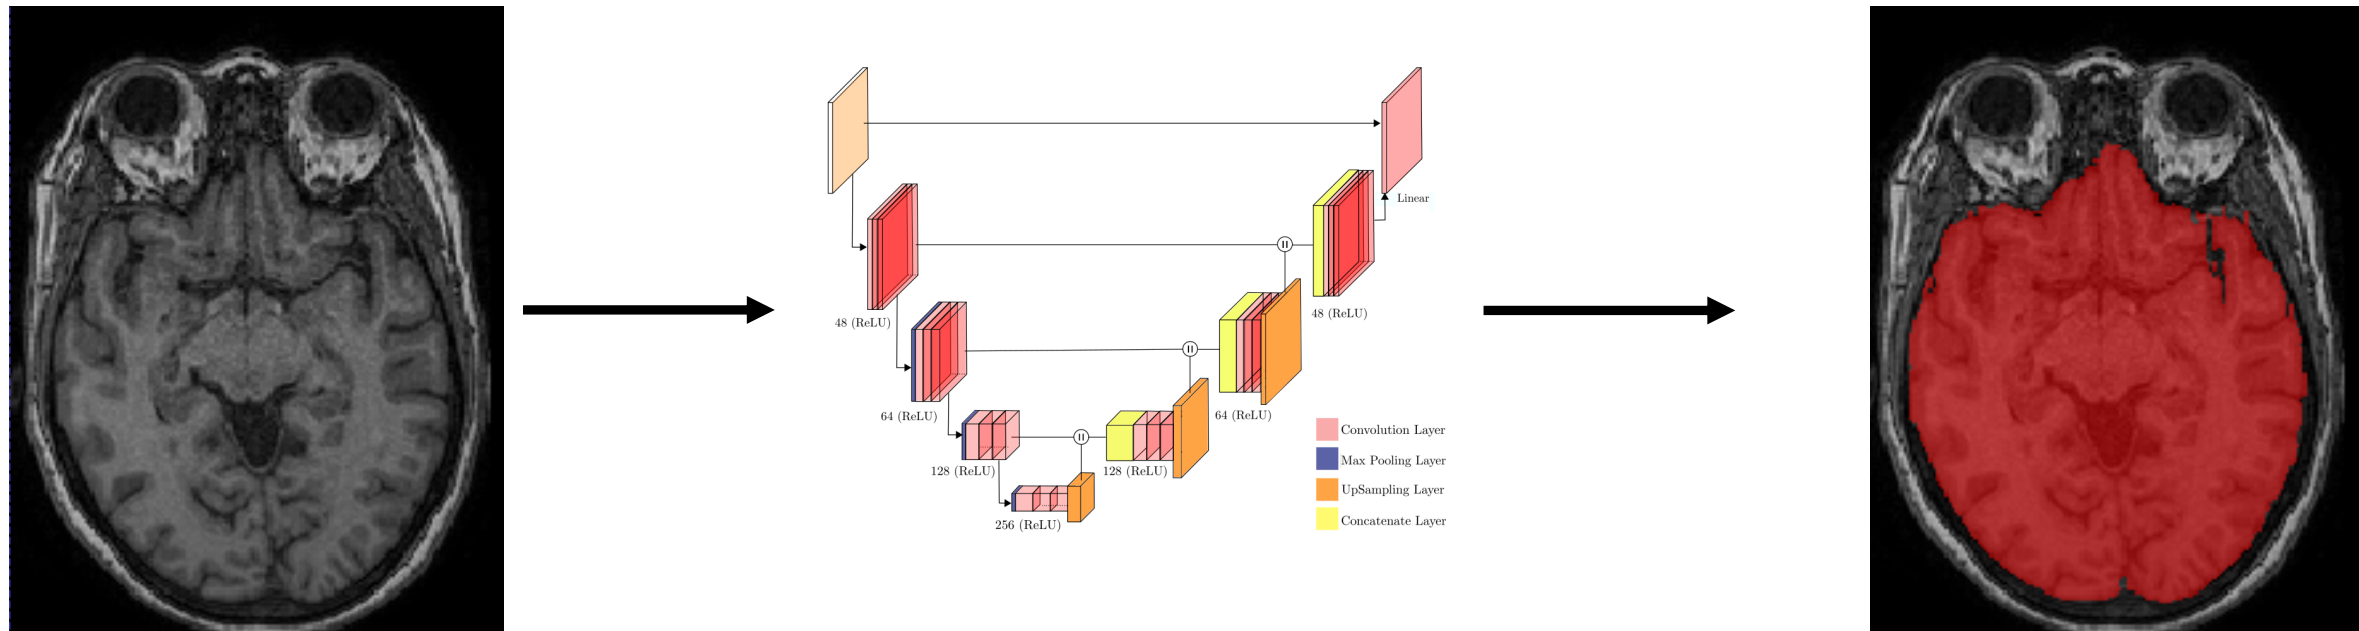 Linear
48 (ReLU)
48 (ReLU)
64 (ReLU)
64 (ReLU)
128 (ReLU)
128 (ReLU)
256 (ReLU)
Convolution Layer
Max Pooling Layer
UpSampling Layer
Concatenate Layer